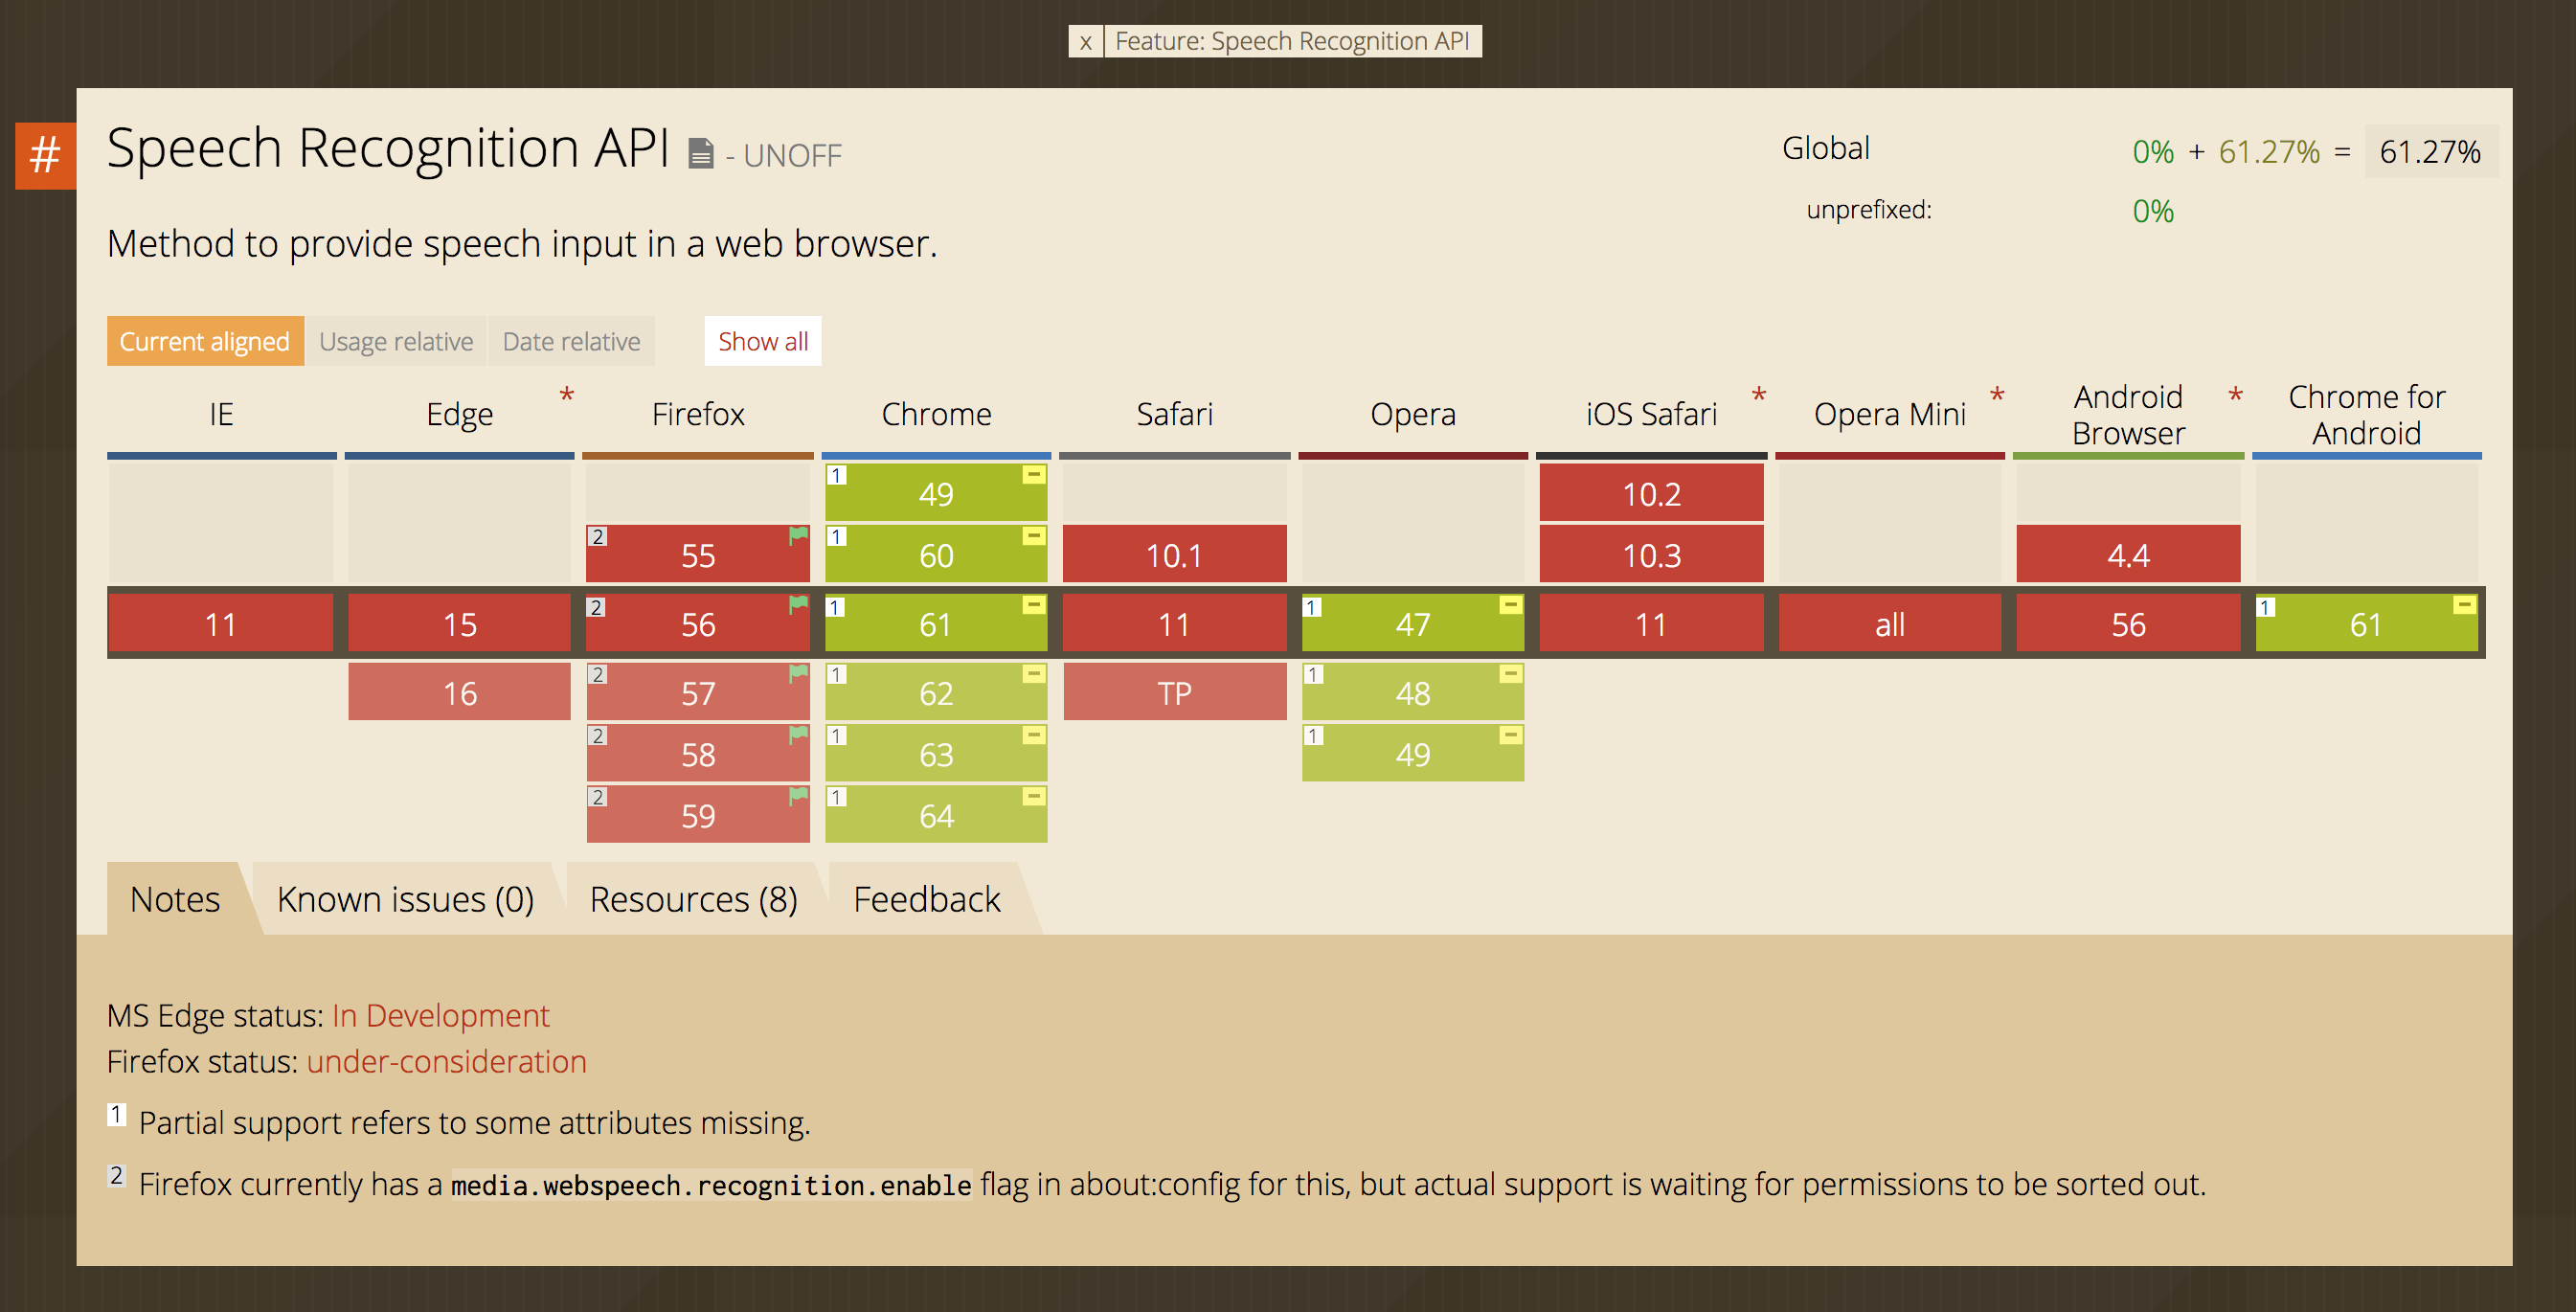 x Feature: Speech Recognition API
# Speech Recognition API - UNOFF
Global 0% + 61.27% = 61.27%
unprefixed: 0%
Method to provide speech input in a web browser.
Current aligned Usage relative Date relative Show all
IE Edge * Firefox Chrome Safari Opera iOS Safari * Opera Mini * Android Browser * Chrome for Android
1 49 - 10.2
2 55 1 60 - 10.1 10.3 4.4
11 15 2 56 1 61 - 11 1 47 - 11 all 56 1 61 -
16 2 57 1 62 - TP 1 48 -
2 58 1 63 - 1 49 -
2 59 1 64 -
Notes Known issues (0) Resources (8) Feedback
MS Edge status: In Development
Firefox status: under-consideration
1 Partial support refers to some attributes missing.
2 Firefox currently has a media.webspeech.recognition.enable flag in about:config for this, but actual support is waiting for permissions to be sorted out.